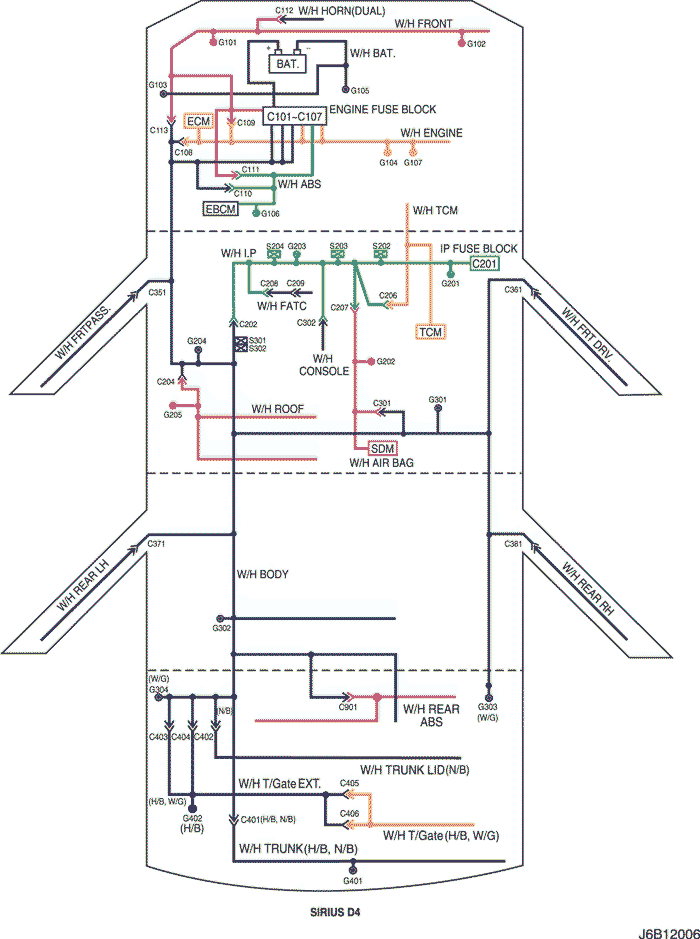 C112 W/H HORN(DUAL)
W/H FRONT
G101
G102
+ −
BAT.
W/H BAT.
G103
G105
C101~C107
ENGINE FUSE BLOCK
ECM
C109
C113
C108
W/H ENGINE
G104
G107
C111
W/H ABS
C110
EBCM
G106
W/H TCM
W/H I.P
S204
G203
S203
S202
IP FUSE BLOCK
C201
G201
C351
C361
W/H FRTPASS.
W/H FRT DRV.
C208
C209
W/H FATC
C207
C206
C202
C302
TCM
S301
S302
G204
W/H
CONSOLE
G202
C204
G205
W/H ROOF
C301
G301
SDM
W/H AIR BAG
C371
C381
W/H REAR LH
W/H REAR RH
W/H BODY
G302
(W/G)
G304
(N/B)
C901
W/H REAR
ABS
G303
(W/G)
C403
C404
C402
W/H TRUNK LID(N/B)
W/H T/Gate EXT.
C405
(H/B, W/G)
G402
(H/B)
C406
C401(H/B, N/B)
W/H T/Gate(H/B, W/G)
W/H TRUNK(H/B, N/B)
G401
SIRIUS D4
J6B12006